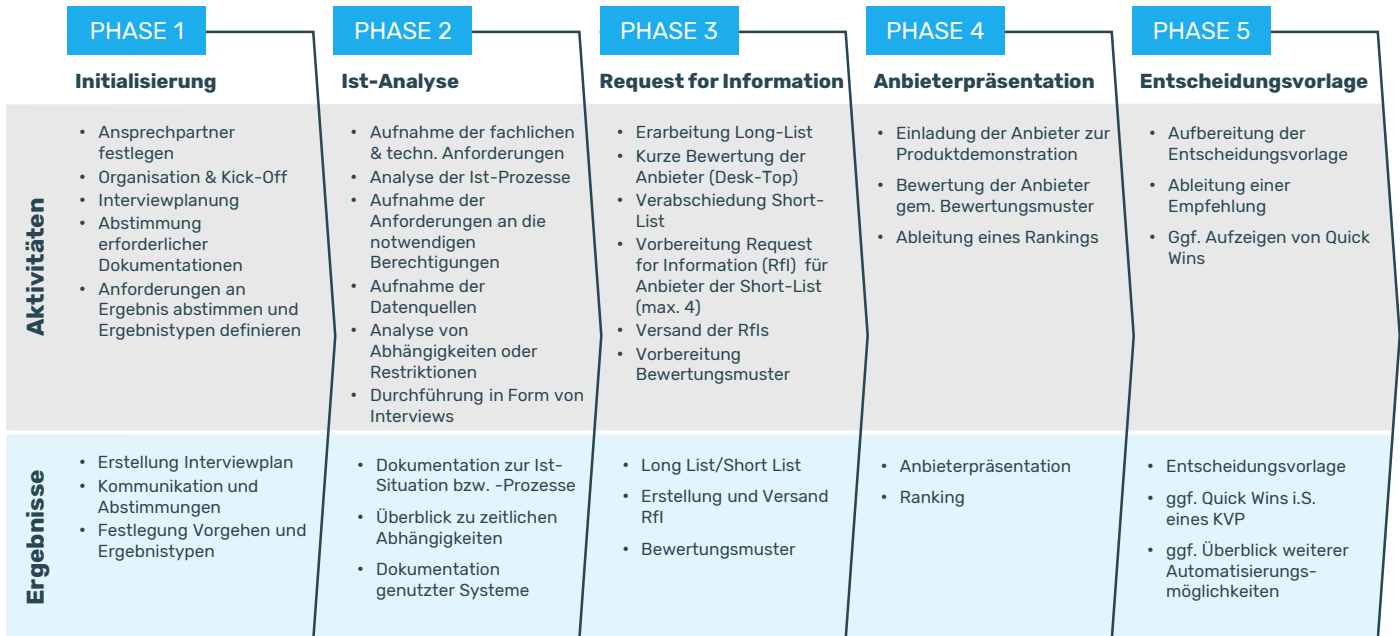 PHASE 1
PHASE 2
PHASE 3
PHASE 4
PHASE 5
Initialisierung
Ist-Analyse
Request for Information
Anbieterpräsentation
Entscheidungsvorlage
Aktivitäten
• Ansprechpartner
festlegen
• Organisation & Kick-Off
• Interviewplanung
• Abstimmung
erforderlicher
Dokumentationen
• Anforderungen an
Ergebnis abstimmen und
Ergebnistypen definieren
• Aufnahme der fachlichen
& techn. Anforderungen
• Analyse der Ist-Prozesse
• Aufnahme der
Anforderungen an die
notwendigen
Berechtigungen
• Aufnahme der
Datenquellen
• Analyse von
Abhängigkeiten oder
Restriktionen
• Durchführung in Form von
Interviews
• Erarbeitung Long-List
• Kurze Bewertung der
Anbieter (Desk-Top)
• Verabschiedung Short-
List
• Vorbereitung Request
for Information (RfI) für
Anbieter der Short-List
(max. 4)
• Versand der RfIs
• Vorbereitung
Bewertungsmuster
• Einladung der Anbieter zur
Produktdemonstration
• Bewertung der Anbieter
gem. Bewertungsmuster
• Ableitung eines Rankings
• Aufbereitung der
Entscheidungsvorlage
• Ableitung einer
Empfehlung
• Ggf. Aufzeigen von Quick
Wins
Ergebnisse
• Erstellung Interviewplan
• Kommunikation und
Abstimmungen
• Festlegung Vorgehen und
Ergebnistypen
• Dokumentation zur Ist-
Situation bzw. -Prozesse
• Überblick zu zeitlichen
Abhängigkeiten
• Dokumentation
genutzter Systeme
• Long List/Short List
• Erstellung und Versand
RfI
• Bewertungsmuster
• Anbieterpräsentation
• Ranking
• Entscheidungsvorlage
• ggf. Quick Wins i.S.
eines KVP
• ggf. Überblick weiterer
Automatisierungs-
möglichkeiten